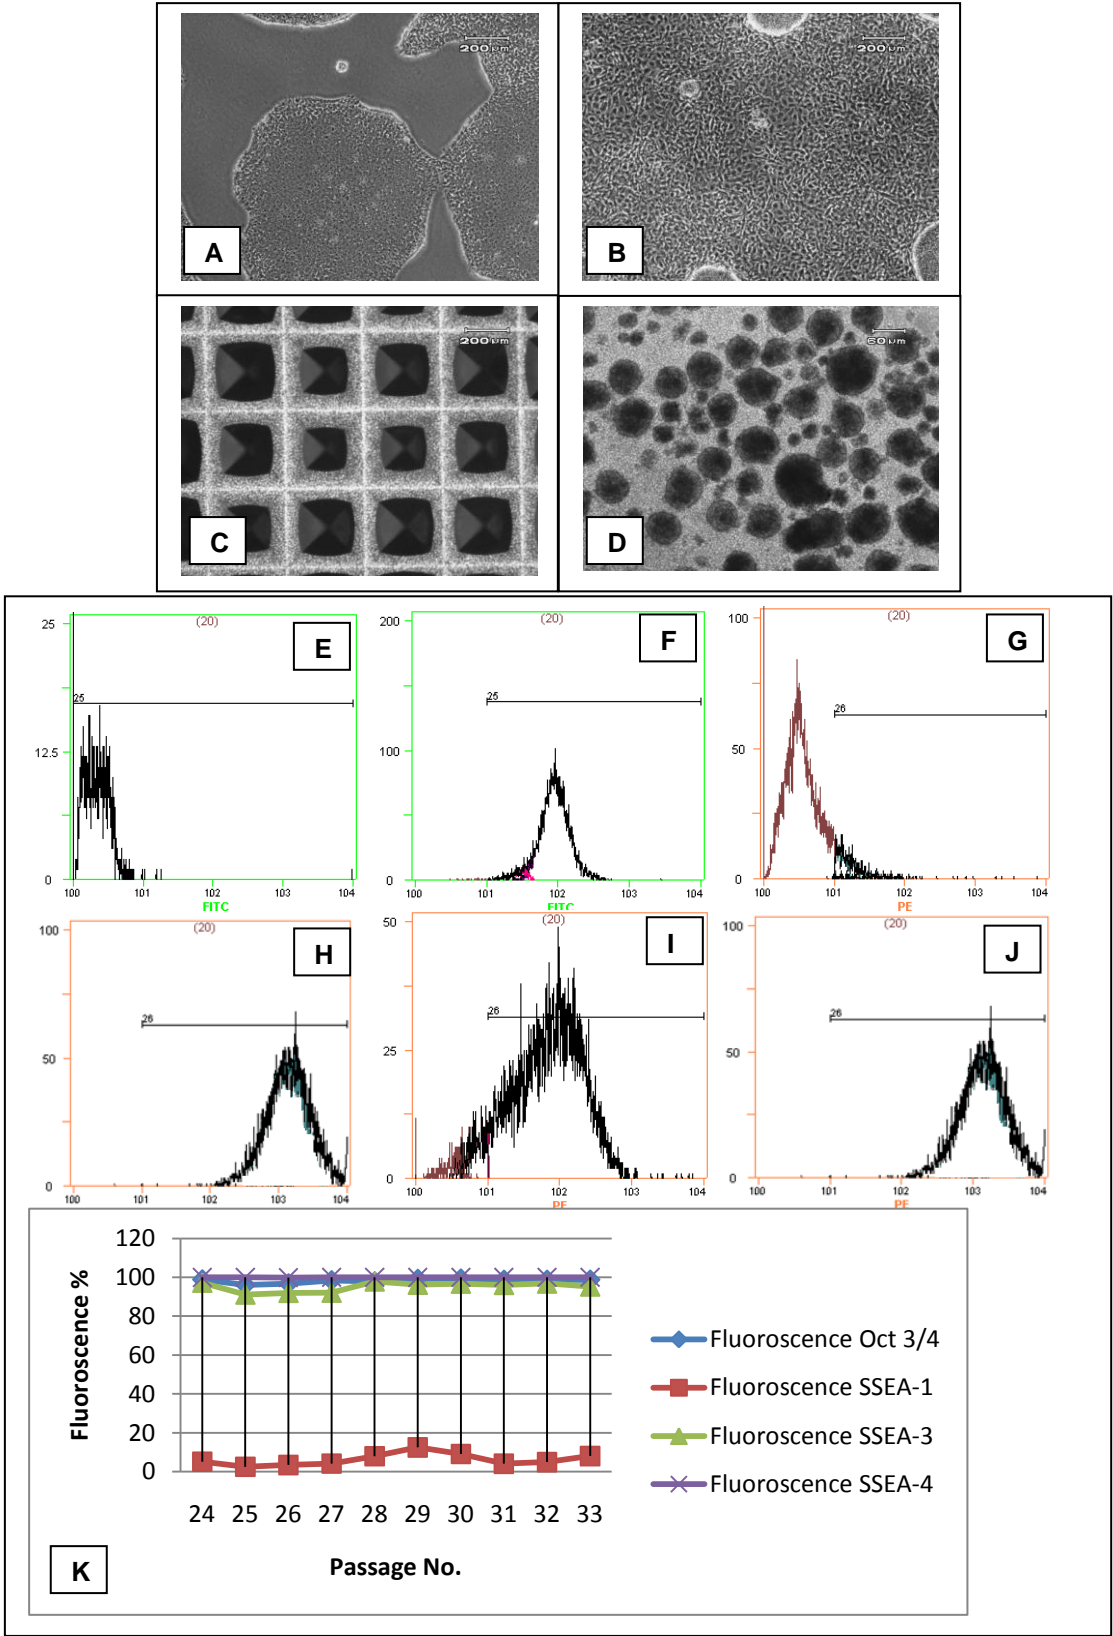 200 µm
A
200 µm
B
200 µm
C
60 µm
D
25
(20)
E
25
12.5
0
100 102 103 104
FITC
200
(20)
F
25
100
0
100 101 102 103 104
FITC
100
(20)
G
26
50
0
100 101 102 103 104
PE
100
(20)
H
26
50
0
100 101 102 103 104
50
(20)
I
26
25
0
100 101 102 103 104
PE
100
(20)
J
26
50
0
100 101 102 103 104
PE
120
100
80
60
40
20
0
Fluoroscence %
24 25 26 27 28 29 30 31 32 33
Passage No.
Fluoroscence Oct 3/4
Fluoroscence SSEA-1
Fluoroscence SSEA-3
Fluoroscence SSEA-4
K